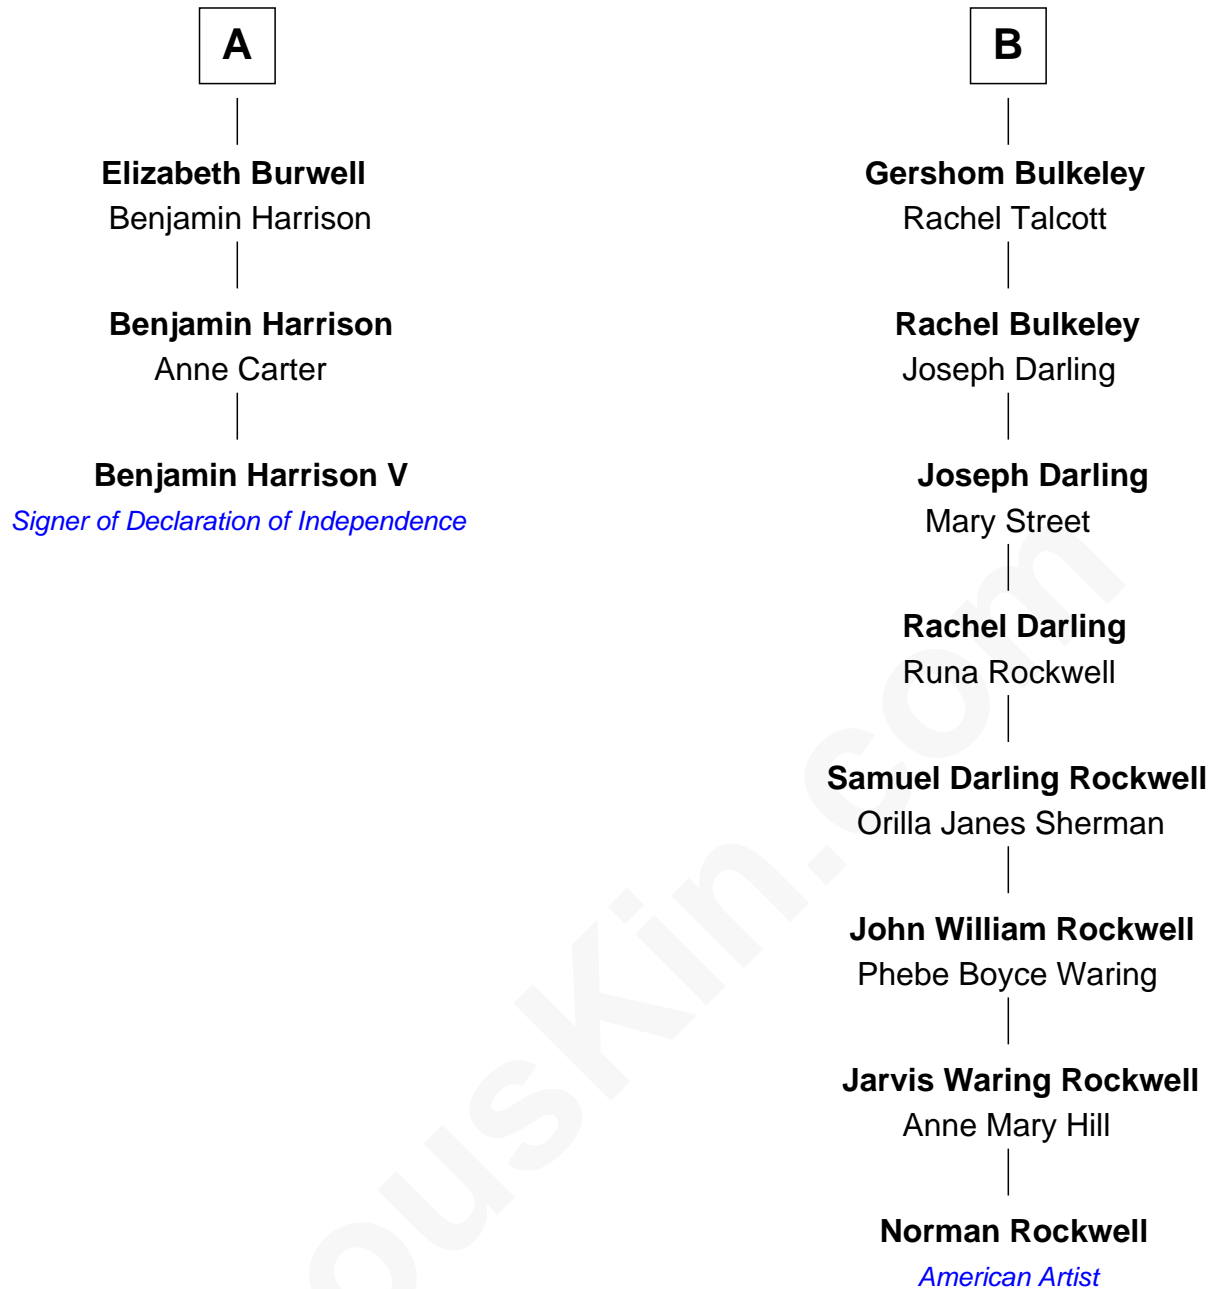 A
Elizabeth Burwell
Benjamin Harrison
Benjamin Harrison
Anne Carter
Benjamin Harrison V
Signer of Declaration of Independence
B
Gershom Bulkeley
Rachel Talcott
Rachel Bulkeley
Joseph Darling
Joseph Darling
Mary Street
Rachel Darling
Runa Rockwell
Samuel Darling Rockwell
Orilla Janes Sherman
John William Rockwell
Phebe Boyce Waring
Jarvis Waring Rockwell
Anne Mary Hill
Norman Rockwell
American Artist
ousKin.com